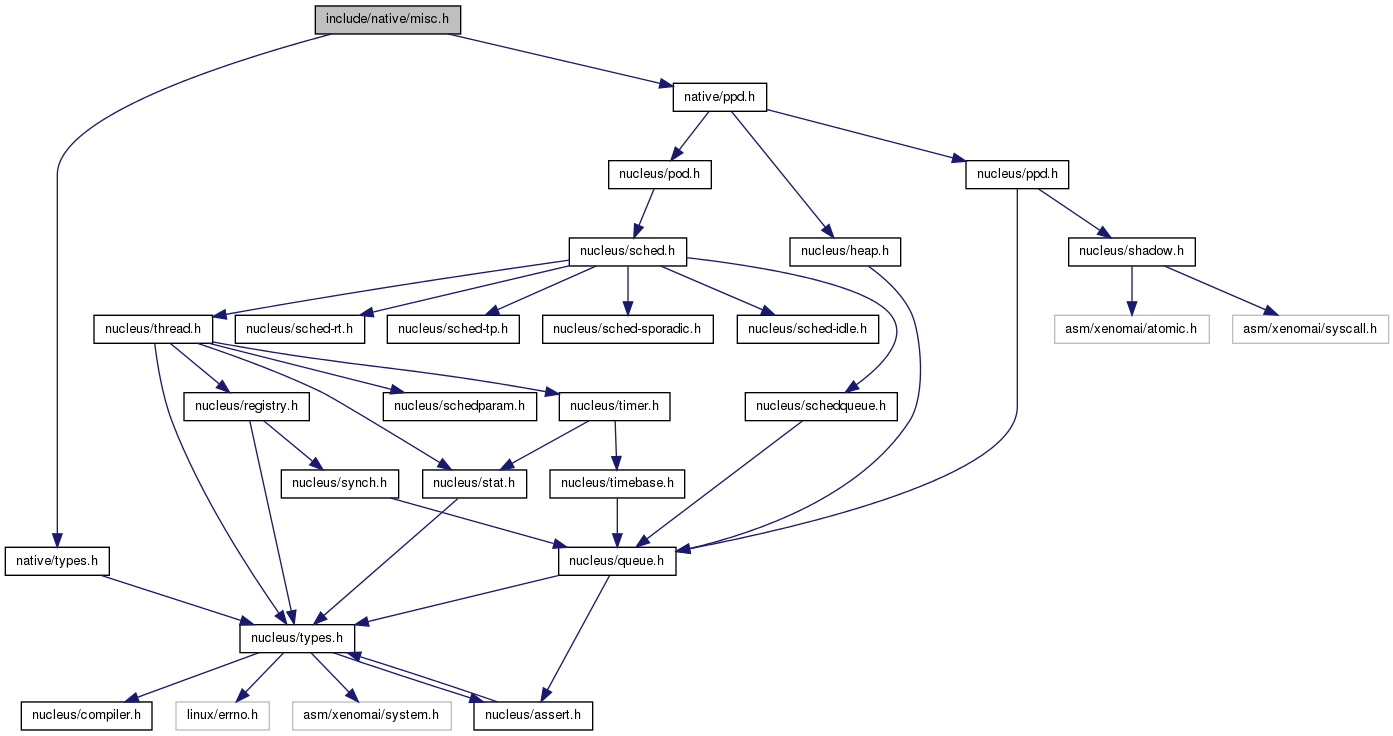 include/native/misc.h
native/ppd.h
nucleus/pod.h
nucleus/ppd.h
nucleus/sched.h
nucleus/heap.h
nucleus/shadow.h
nucleus/thread.h
nucleus/sched-rt.h
nucleus/sched-tp.h
nucleus/sched-sporadic.h
nucleus/sched-idle.h
asm/xenomai/atomic.h
asm/xenomai/syscall.h
nucleus/registry.h
nucleus/schedparam.h
nucleus/timer.h
nucleus/schedqueue.h
nucleus/synch.h
nucleus/stat.h
nucleus/timebase.h
native/types.h
nucleus/queue.h
nucleus/types.h
nucleus/compiler.h
linux/errno.h
asm/xenomai/system.h
nucleus/assert.h